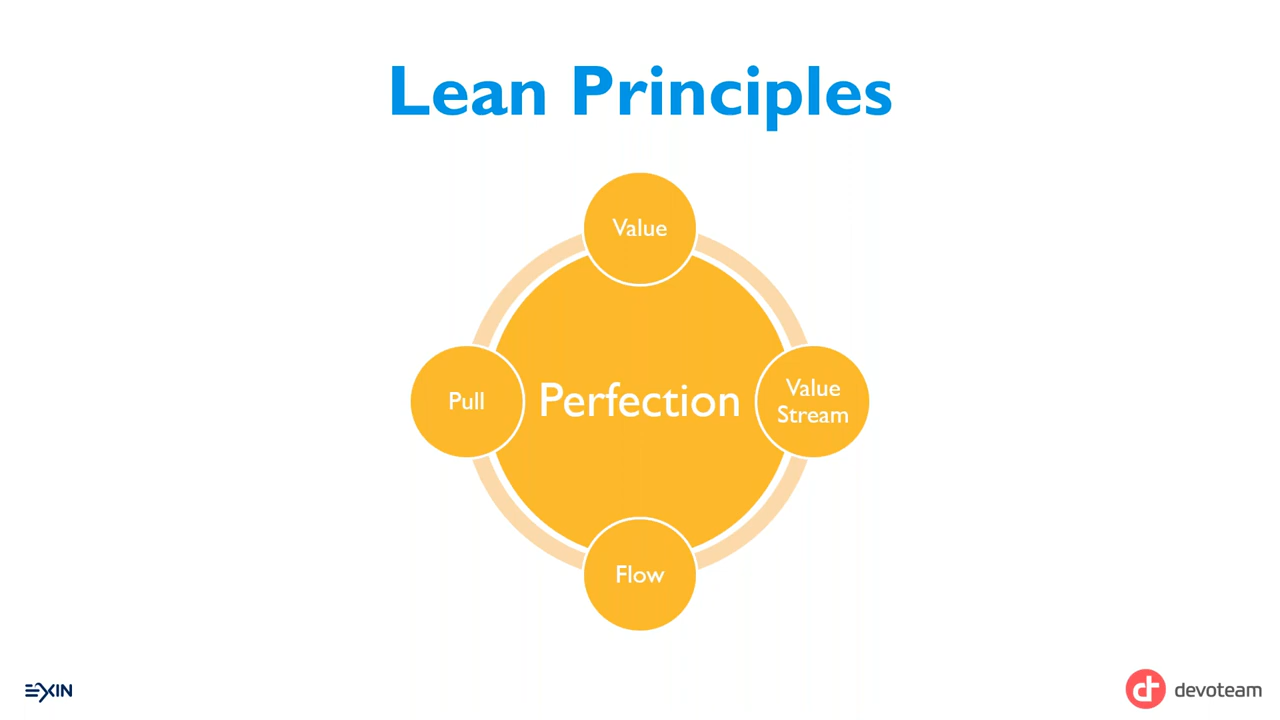 Lean Principles
Value
Pull
Perfection
Value
Stream
Flow
EXIN
devoteam